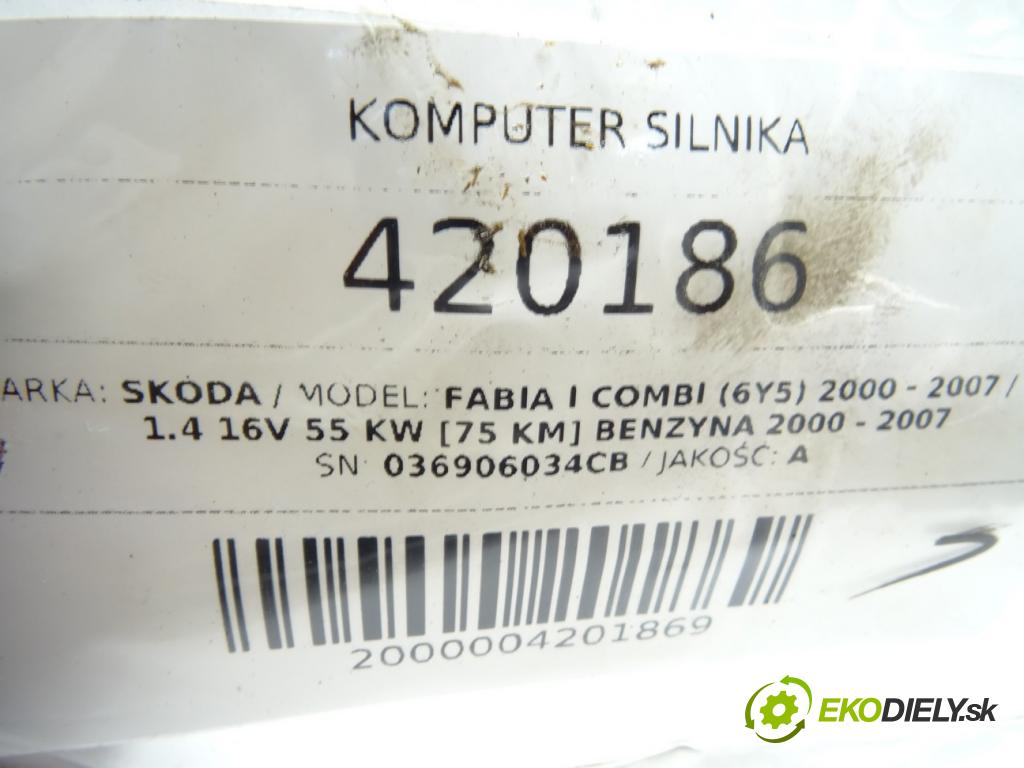 KOMPUTER SILNIKA
420186
ARKA: SKODA / MODEL: FABIA I COMBI (6Y5) 2000 - 2007 /
1.4 16V 55 KW [75 KM] BENZYNA 2000 - 2007
SN: 036906034CB / JAKOŚĆ: A
2000004201869
EKODIELY.sk